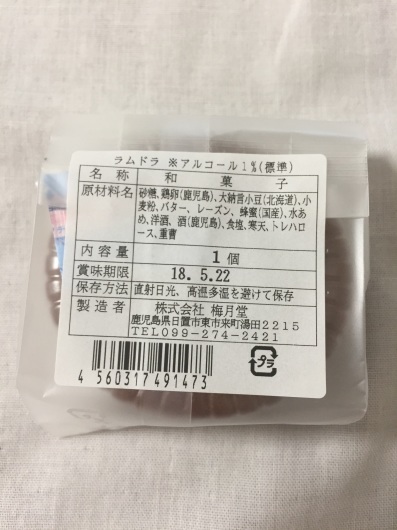 ラムドラ ※アルコール1%(標準)
名称 和菓子
原材料名 砂糖、鶏卵(鹿児島)、大納言小豆(北海道)、小
麦粉、バター、レーズン、蜂蜜(国産)、水あ
め、洋酒、酒(鹿児島)、食塩、寒天、トレハロ
ース、重曹
内容量 1個
賞味期限 18.5.22
保存方法 直射日光、高温多湿を避けて保存
製造者 株式会社 梅月堂
鹿児島県日置市東市来町湯田2215
TEL099-274-2421
4 560317 491473
プラ